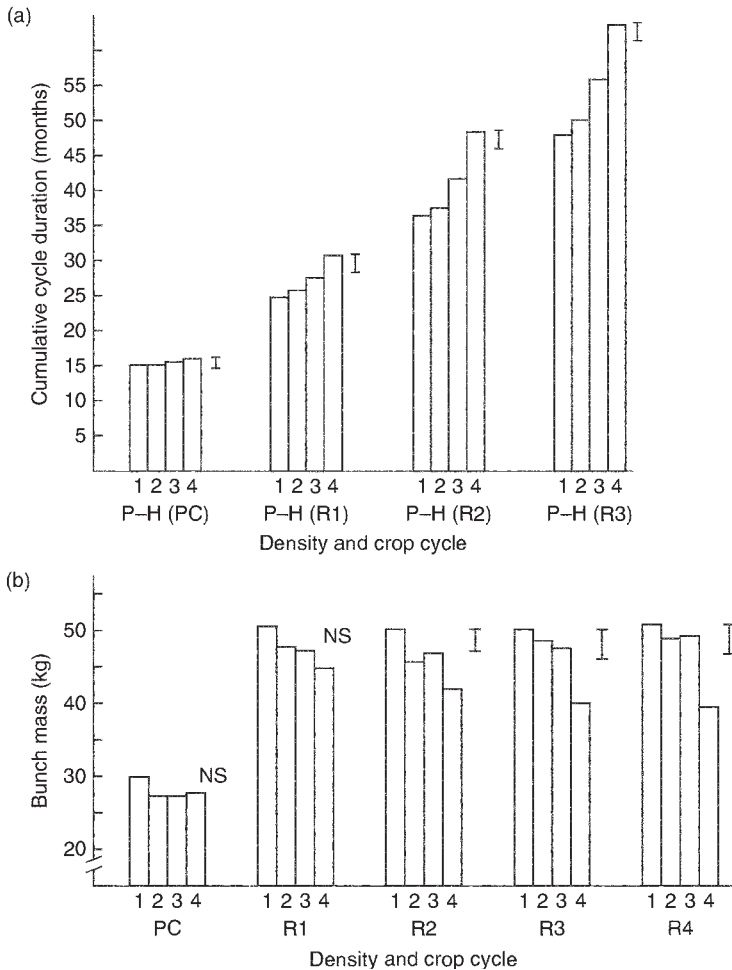 (a)
Cumulative cycle duration (months)
55
50
45
40
35
30
25
20
15
10
5
1 2 3 4 1 2 3 4 1 2 3 4 1 2 3 4
P–H (PC) P–H (R1) P–H (R2) P–H (R3)
Density and crop cycle
(b)
Bunch mass (kg)
50
40
30
20
NS
NS
1 2 3 4 1 2 3 4 1 2 3 4 1 2 3 4 1 2 3 4
PC R1 R2 R3 R4
Density and crop cycle